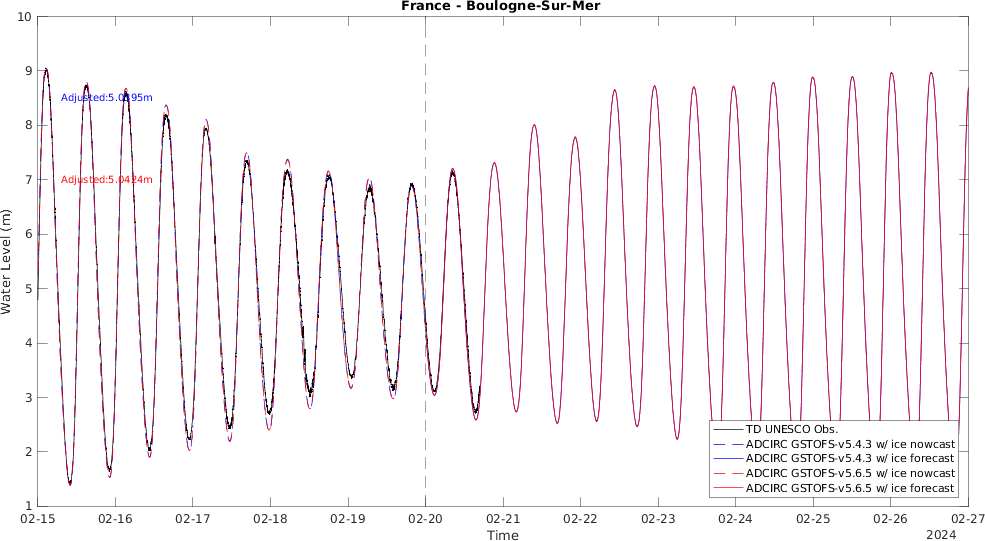 France - Boulogne-Sur-Mer
10
9
8
7
6
5
4
3
2
1
Water Level (m)
Adjusted:5.0595m
Adjusted:5.0424m
TD UNESCO Obs.
ADCIRC GSTOFS-v5.4.3 w/ ice nowcast
ADCIRC GSTOFS-v5.4.3 w/ ice forecast
ADCIRC GSTOFS-v5.6.5 w/ ice nowcast
ADCIRC GSTOFS-v5.6.5 w/ ice forecast
02-15 02-16 02-17 02-18 02-19 02-20 02-21 02-22 02-23 02-24 02-25 02-26 02-27
Time
2024